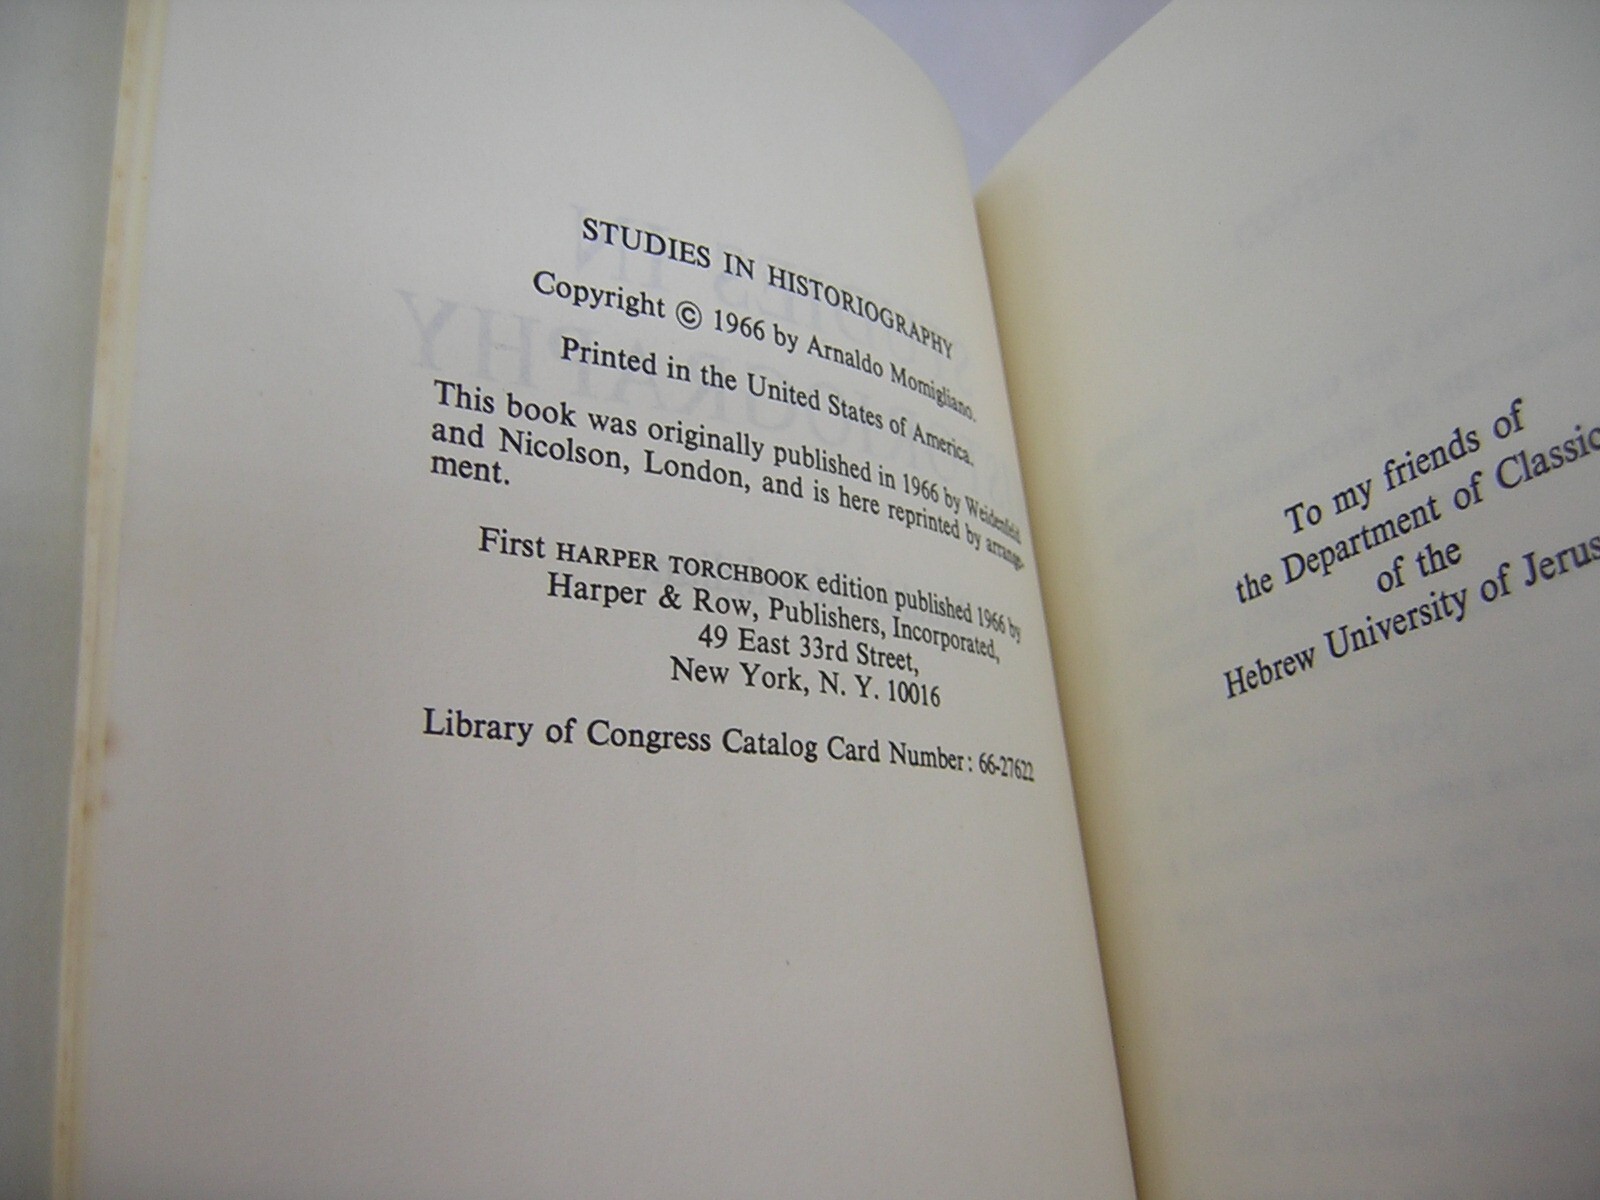 STUDIES IN HISTORIOGRAPHY
Copyright © 1966 by Arnaldo Momigliano.
Printed in the United States of America.
This book was originally published in 1966 by Weidenfeld
and Nicolson, London, and is here reprinted by arrange-
ment.
First HARPER TORCHBOOK edition published 1966 by
Harper & Row, Publishers, Incorporated,
49 East 33rd Street,
New York, N. Y. 10016
Library of Congress Catalog Card Number: 66-27622
To my friends of
the Department of Classic
of the
Hebrew University of Jerus